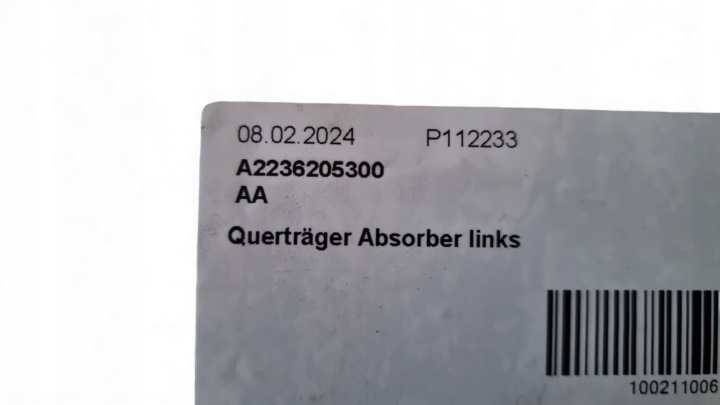 08.02.2024 P112233
A2236205300
AA
Querträger Absorber links
100211006